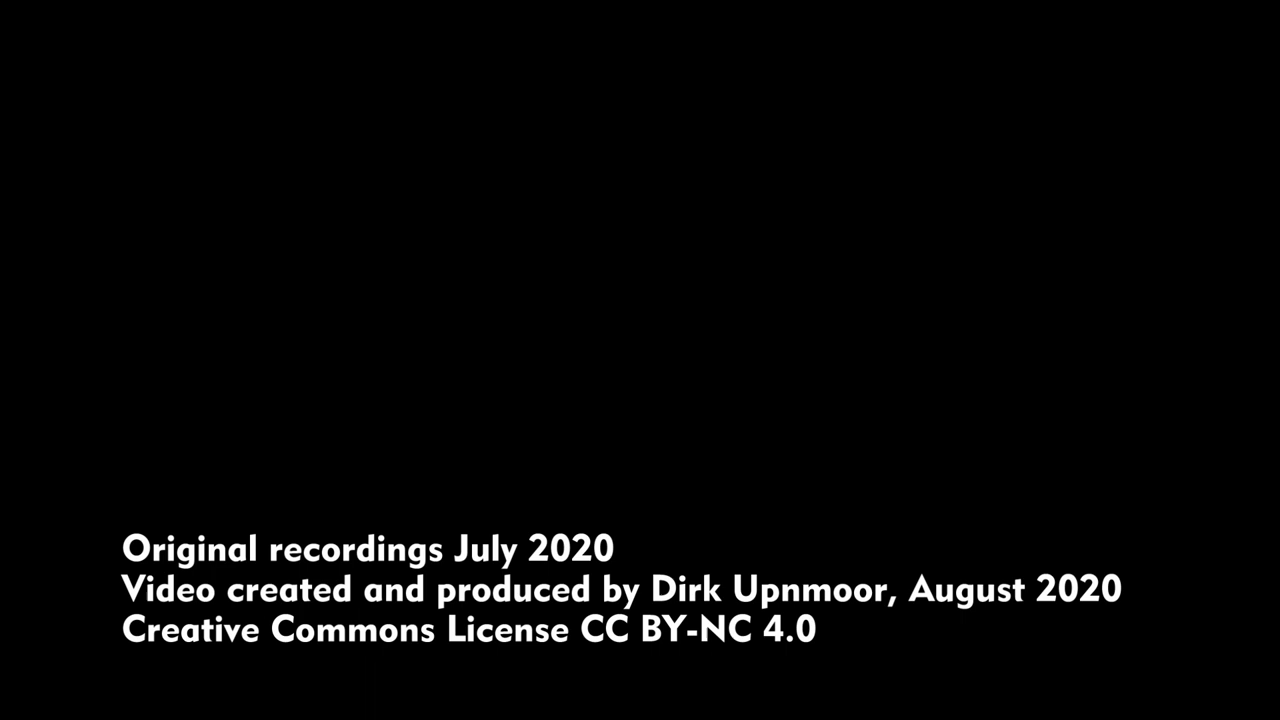 Original recordings July 2020
Video created and produced by Dirk Upnmoor, August 2020
Creative Commons License CC BY-NC 4.0